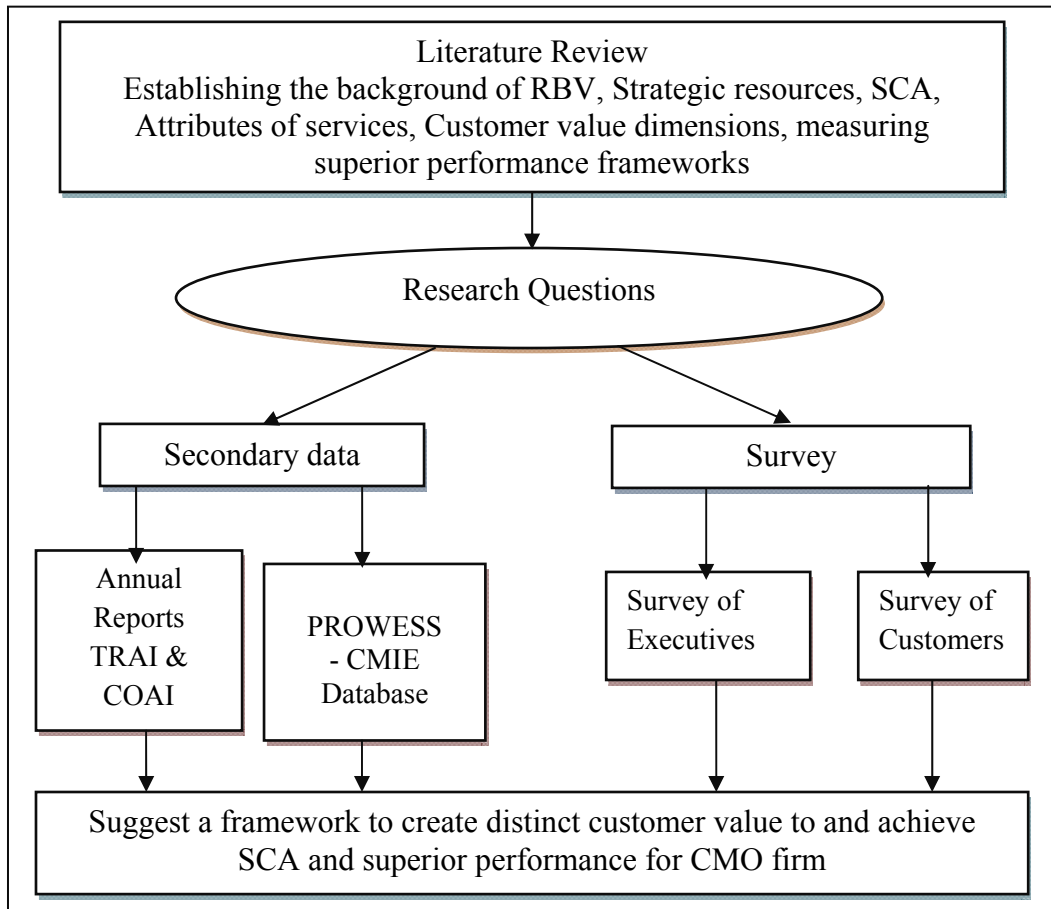 Literature Review
Establishing the background of RBV, Strategic resources, SCA,
Attributes of services, Customer value dimensions, measuring
superior performance frameworks
Research Questions
Secondary data
Survey
Annual
Reports
TRAI &
COAI
PROWESS
- CMIE
Database
Survey of
Executives
Survey of
Customers
Suggest a framework to create distinct customer value to and achieve
SCA and superior performance for CMO firm